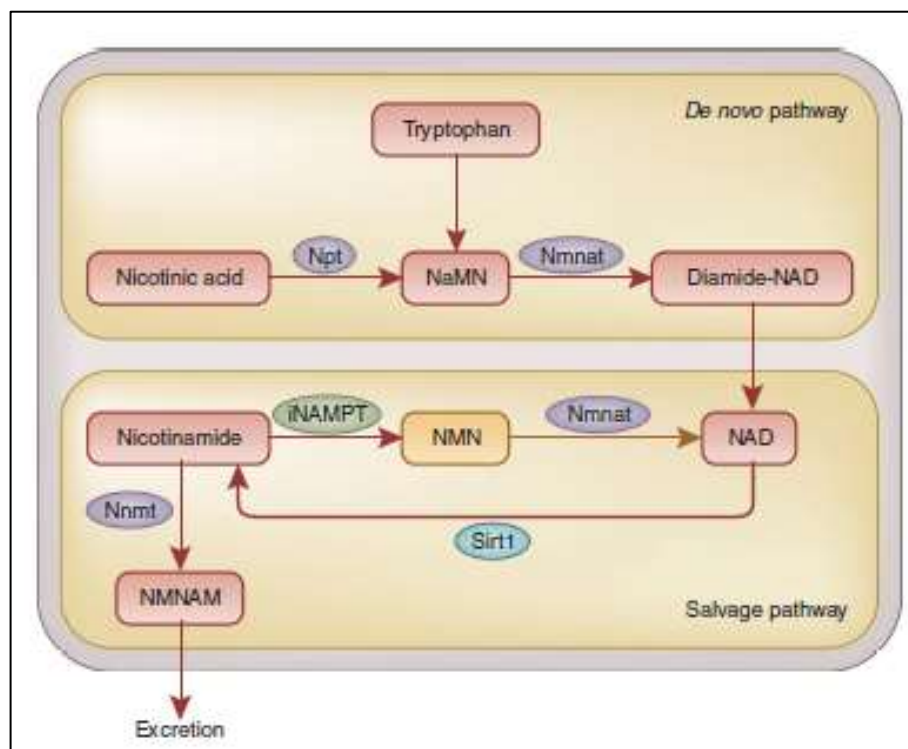 De novo pathway
Tryptophan
Npt
Nmnat
Nicotinic acid
NaMN
Diamide-NAD
iNAMPT
Nmnat
Nicotinamide
NMN
NAD
Nnmt
Sirt1
NMNAM
Salvage pathway
Excretion